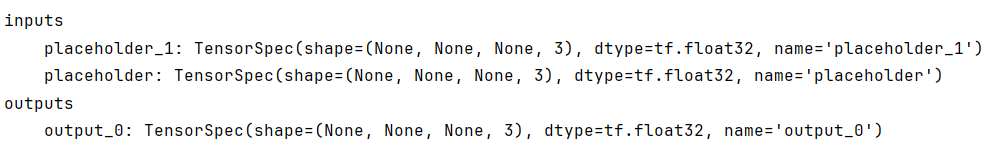 inputs
    placeholder_1: TensorSpec(shape=(None, None, None, 3), dtype=tf.float32, name='placeholder_1')
    placeholder: TensorSpec(shape=(None, None, None, 3), dtype=tf.float32, name='placeholder')
outputs
    output_0: TensorSpec(shape=(None, None, None, 3), dtype=tf.float32, name='output_0')